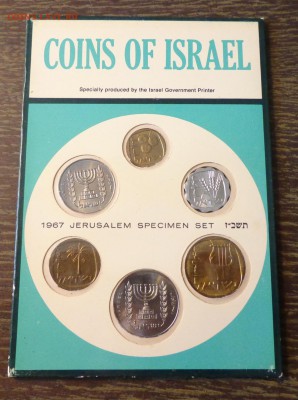 COINS OF ISRAEL
Specially produced by the Israel Government Printer
1967 JERUSALEM SPECIMEN SET תשכ״ז